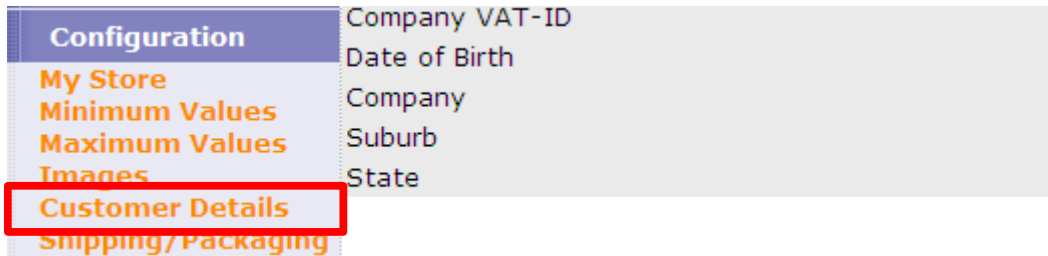 Configuration
My Store
Minimum Values
Maximum Values
Images
Customer Details
Shipping/Packaging
Company VAT-ID
Date of Birth
Company
Suburb
State